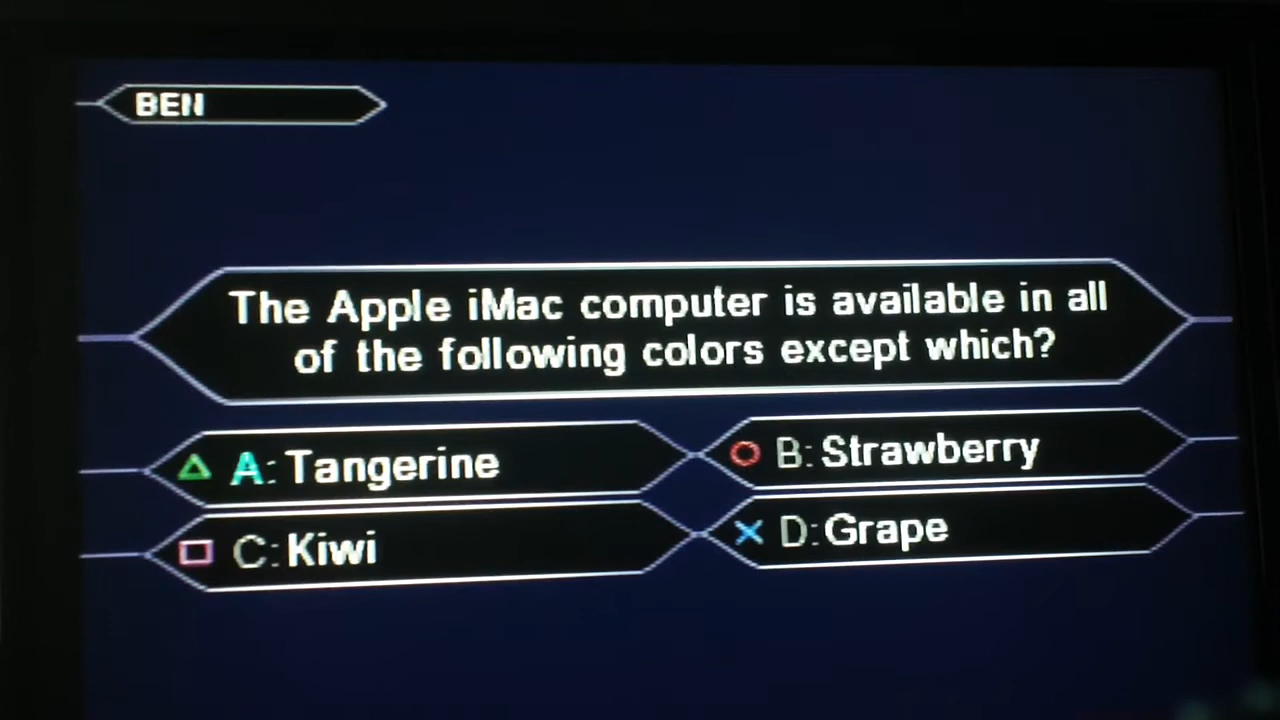 BEN
The Apple iMac computer is available in all
of the following colors except which?
A: Tangerine
B: Strawberry
C: Kiwi
D: Grape